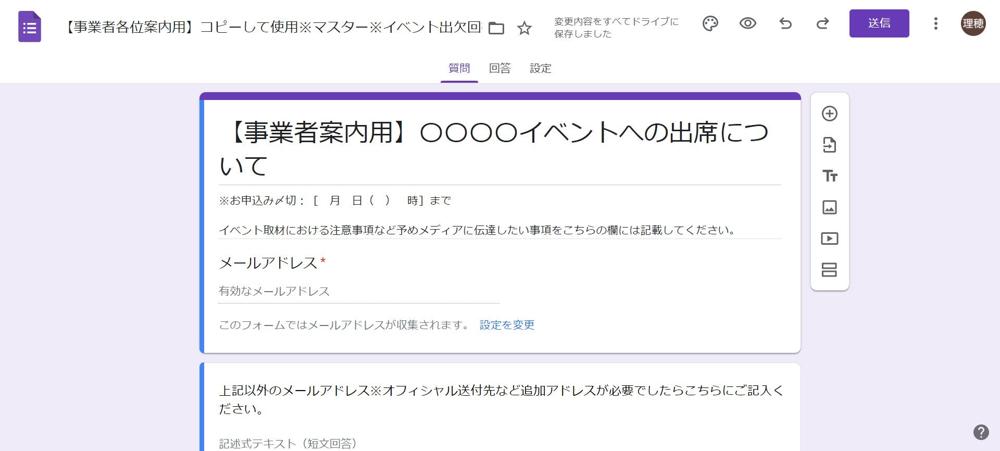 【事業者各位案内用】コピーして使用※マスター※イベント出欠回
変更内容をすべてドライブに
保存しました
送信
理穂
質問
回答
設定
【事業者案内用】〇〇〇〇イベントへの出席につ
いて
※お申込み〆切：［　月　日（　）　時］まで
イベント取材における注意事項など予めメディアに伝達したい事項をこちらの欄には記載してください。
メールアドレス*
有効なメールアドレス
このフォームではメールアドレスが収集されます。 設定を変更
上記以外のメールアドレス※オフィシャル送付先など追加アドレスが必要でしたらこちらにご記入く
ださい。
記述式テキスト（短文回答）